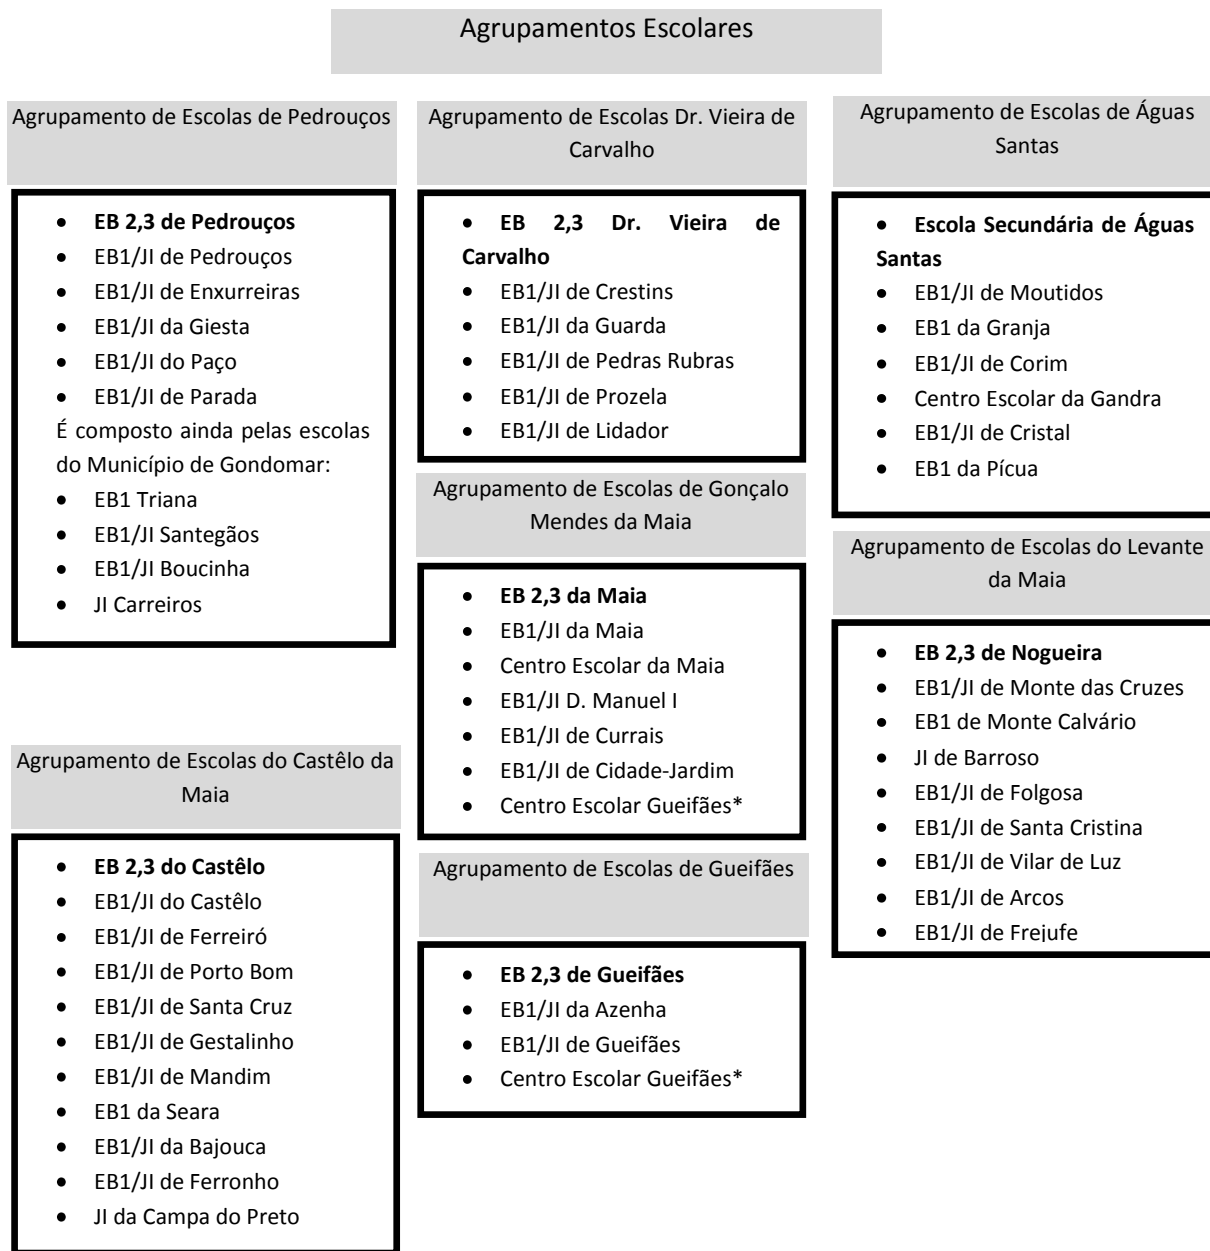 Agrupamentos Escolares
Agrupamento de Escolas de Pedrouços
• EB 2,3 de Pedrouços
• EB1/JI de Pedrouços
• EB1/JI de Enxurreiras
• EB1/JI da Giesta
• EB1/JI do Paço
• EB1/JI de Parada
É composto ainda pelas escolas
do Município de Gondomar:
• EB1 Triana
• EB1/JI Santegãos
• EB1/JI Boucinha
• JI Carreiros
Agrupamento de Escolas do Castêlo da
Maia
• EB 2,3 do Castêlo
• EB1/JI do Castêlo
• EB1/JI de Ferreiró
• EB1/JI de Porto Bom
• EB1/JI de Santa Cruz
• EB1/JI de Gestalinho
• EB1/JI de Mandim
• EB1 da Seara
• EB1/JI da Bajouca
• EB1/JI de Ferronho
• JI da Campa do Preto
Agrupamento de Escolas Dr. Vieira de
Carvalho
• EB 2,3 Dr. Vieira de
Carvalho
• EB1/JI de Crestins
• EB1/JI da Guarda
• EB1/JI de Pedras Rubras
• EB1/JI de Prozela
• EB1/JI de Lidador
Agrupamento de Escolas de Gonçalo
Mendes da Maia
• EB 2,3 da Maia
• EB1/JI da Maia
• Centro Escolar da Maia
• EB1/JI D. Manuel I
• EB1/JI de Currais
• EB1/JI de Cidade-Jardim
• Centro Escolar Gueifães*
Agrupamento de Escolas de Gueifães
• EB 2,3 de Gueifães
• EB1/JI da Azenha
• EB1/JI de Gueifães
• Centro Escolar Gueifães*
Agrupamento de Escolas de Águas
Santas
• Escola Secundária de Águas
Santas
• EB1/JI de Moutidos
• EB1 da Granja
• EB1/JI de Corim
• Centro Escolar da Gandra
• EB1/JI de Cristal
• EB1 da Pícua
Agrupamento de Escolas do Levante
da Maia
• EB 2,3 de Nogueira
• EB1/JI de Monte das Cruzes
• EB1 de Monte Calvário
• JI de Barroso
• EB1/JI de Folgosa
• EB1/JI de Santa Cristina
• EB1/JI de Vilar de Luz
• EB1/JI de Arcos
• EB1/JI de Frejufe